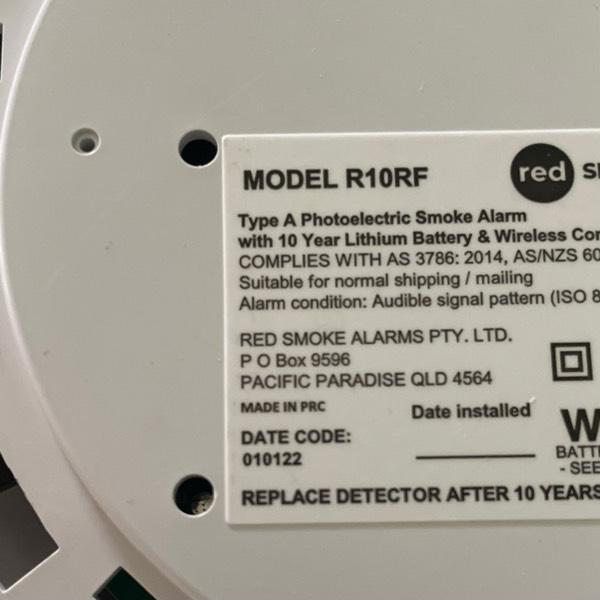 MODEL R10RF
red
Type A Photoelectric Smoke Alarm
with 10 Year Lithium Battery & Wireless
COMPLIES WITH AS 3786: 2014, AS/NZS
Suitable for normal shipping / mailing
Alarm condition: Audible signal pattern (ISO
RED SMOKE ALARMS PTY. LTD.
P O Box 9596
PACIFIC PARADISE QLD 4564
MADE IN PRC
Date installed
DATE CODE:
010122
- SEE
REPLACE DETECTOR AFTER 10 YEARS